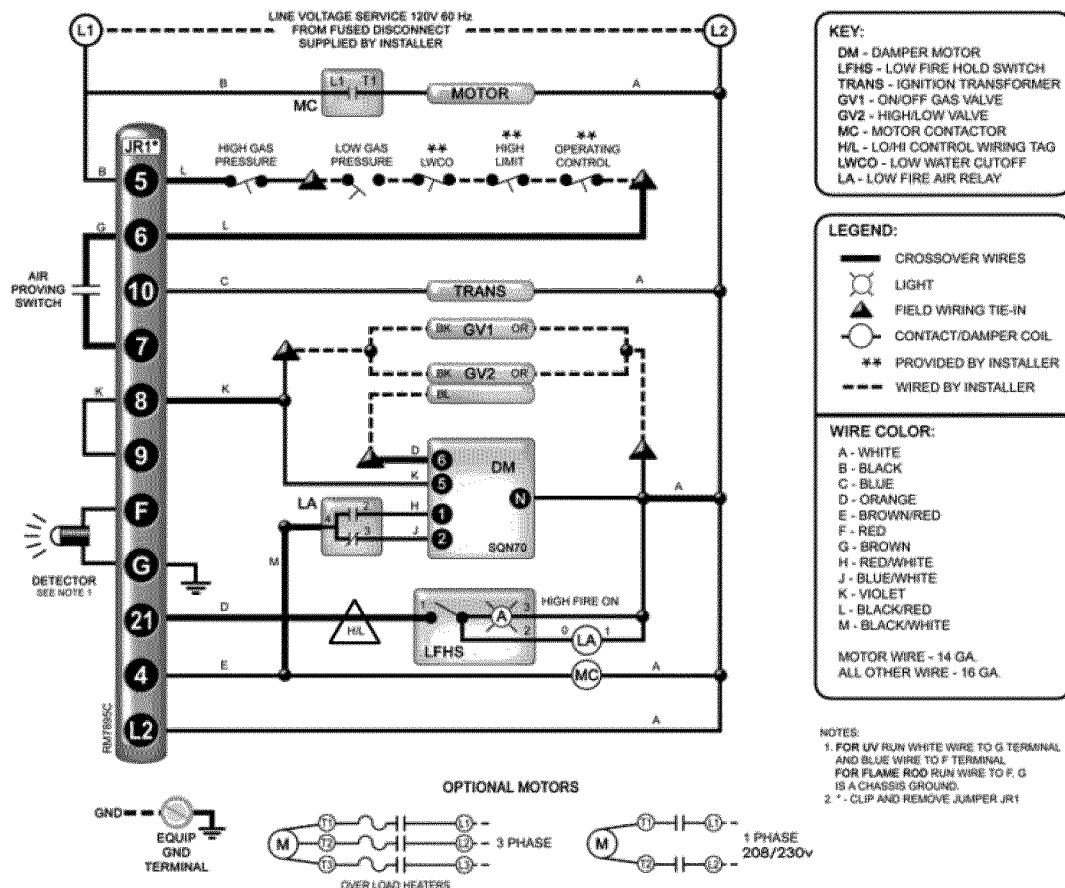 LINE VOLTAGE SERVICE 120V 60 Hz
FROM FUSED DISCONNECT
SUPPLIED BY INSTALLER
L1
L2
B
L1 T1
MC
MOTOR
A
JR1*
HIGH GAS
PRESSURE
LOW GAS
PRESSURE
**
LWCO
**
HIGH
LIMIT
**
OPERATING
CONTROL
B
5
L
G
6
L
AIR
PROVING
SWITCH
10
C
TRANS
A
7
BK GV1 OR
K
8
K
BK GV2 OR
BL
9
D
6
DM
K
5
N
A
F
LA
4
2
H
1
3
J
2
SQN70
DETECTOR
SEE NOTE 1
G
M
21
D
H/L
1
A
3
HIGH FIRE ON
2
0
LA
1
LFHS
4
E
MC
A
RM7895C
L2
A
GND
EQUIP
GND
TERMINAL
OPTIONAL MOTORS
M
T1
L1
T2
L2
3 PHASE
T3
L3
OVER LOAD HEATERS
M
T1
L1
1 PHASE
208/230v
T2
L2
KEY:
DM - DAMPER MOTOR
LFHS - LOW FIRE HOLD SWITCH
TRANS - IGNITION TRANSFORMER
GV1 - ON/OFF GAS VALVE
GV2 - HIGH/LOW VALVE
MC - MOTOR CONTACTOR
H/L - LO/HI CONTROL WIRING TAG
LWCO - LOW WATER CUTOFF
LA - LOW FIRE AIR RELAY
LEGEND:
CROSSOVER WIRES
LIGHT
FIELD WIRING TIE-IN
CONTACT/DAMPER COIL
** PROVIDED BY INSTALLER
WIRED BY INSTALLER
WIRE COLOR:
A - WHITE
B - BLACK
C - BLUE
D - ORANGE
E - BROWN/RED
F - RED
G - BROWN
H - RED/WHITE
J - BLUE/WHITE
K - VIOLET
L - BLACK/RED
M - BLACK/WHITE
MOTOR WIRE - 14 GA.
ALL OTHER WIRE - 16 GA.
NOTES:
1. FOR UV RUN WHITE WIRE TO G TERMINAL
AND BLUE WIRE TO F TERMINAL
FOR FLAME ROD RUN WIRE TO F, G
IS A CHASSIS GROUND.
2. * - CLIP AND REMOVE JUMPER JR1